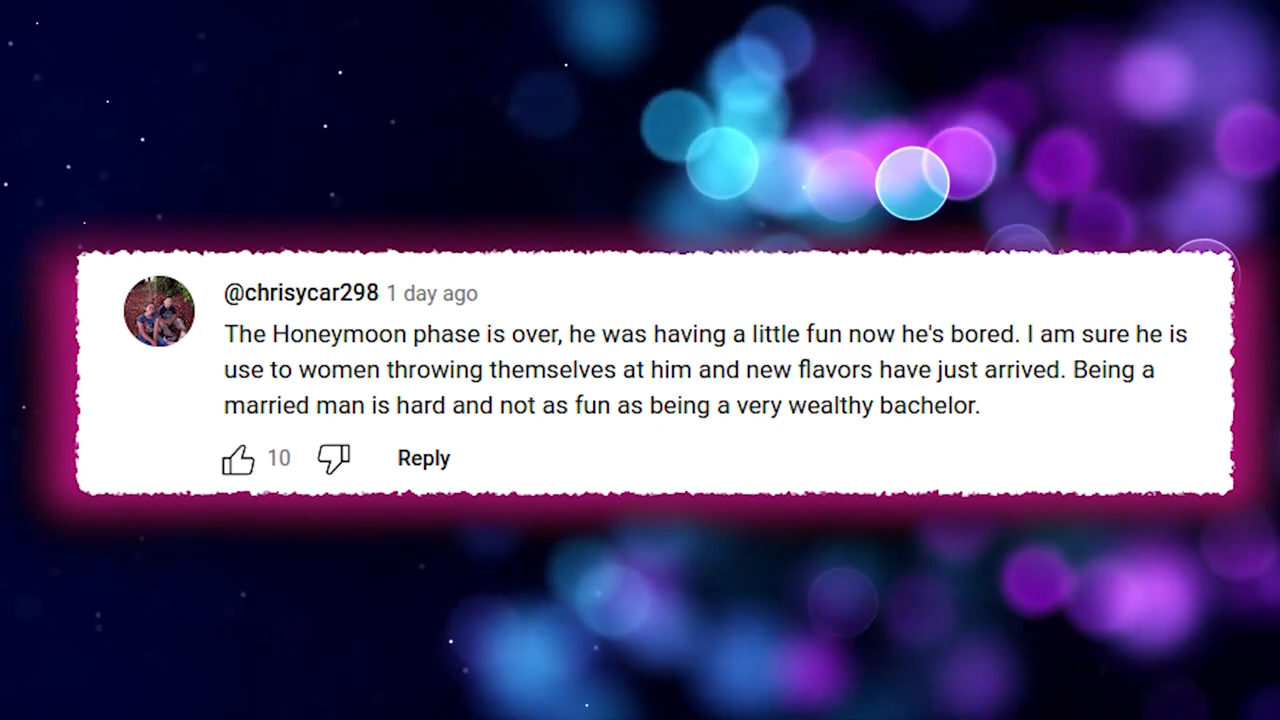 @chrisycar298 1 day ago
The Honeymoon phase is over, he was having a little fun now he's bored. I am sure he is
use to women throwing themselves at him and new flavors have just arrived. Being a
married man is hard and not as fun as being a very wealthy bachelor.
10 Reply